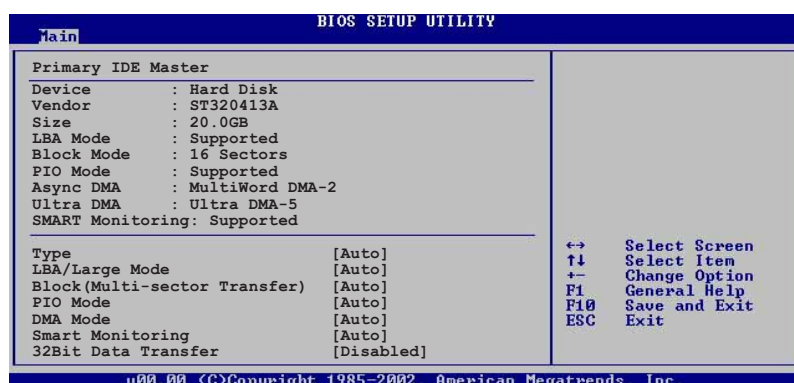 BIOS SETUP UTILITY
Main
Primary IDE Master
Device : Hard Disk
Vendor : ST320413A
Size : 20.0GB
LBA Mode : Supported
Block Mode : 16 Sectors
PIO Mode : Supported
Async DMA : MultiWord DMA-2
Ultra DMA : Ultra DMA-5
SMART Monitoring: Supported
Type [Auto]
LBA/Large Mode [Auto]
Block(Multi-sector Transfer) [Auto]
PIO Mode [Auto]
DMA Mode [Auto]
Smart Monitoring [Auto]
32Bit Data Transfer [Disabled]
←→ Select Screen
↑↓ Select Item
+- Change Option
F1 General Help
F10 Save and Exit
ESC Exit
v00.00 (C)Copyright 1985-2002, American Megatrends, Inc.